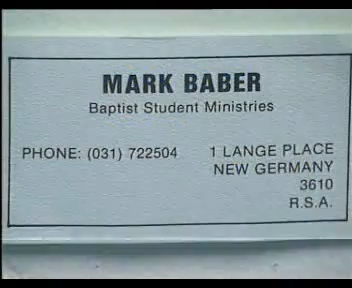 MARK BABER
Baptist Student Ministries
PHONE: (031) 722504 1 LANGE PLACE
NEW GERMANY
3610
R.S.A.